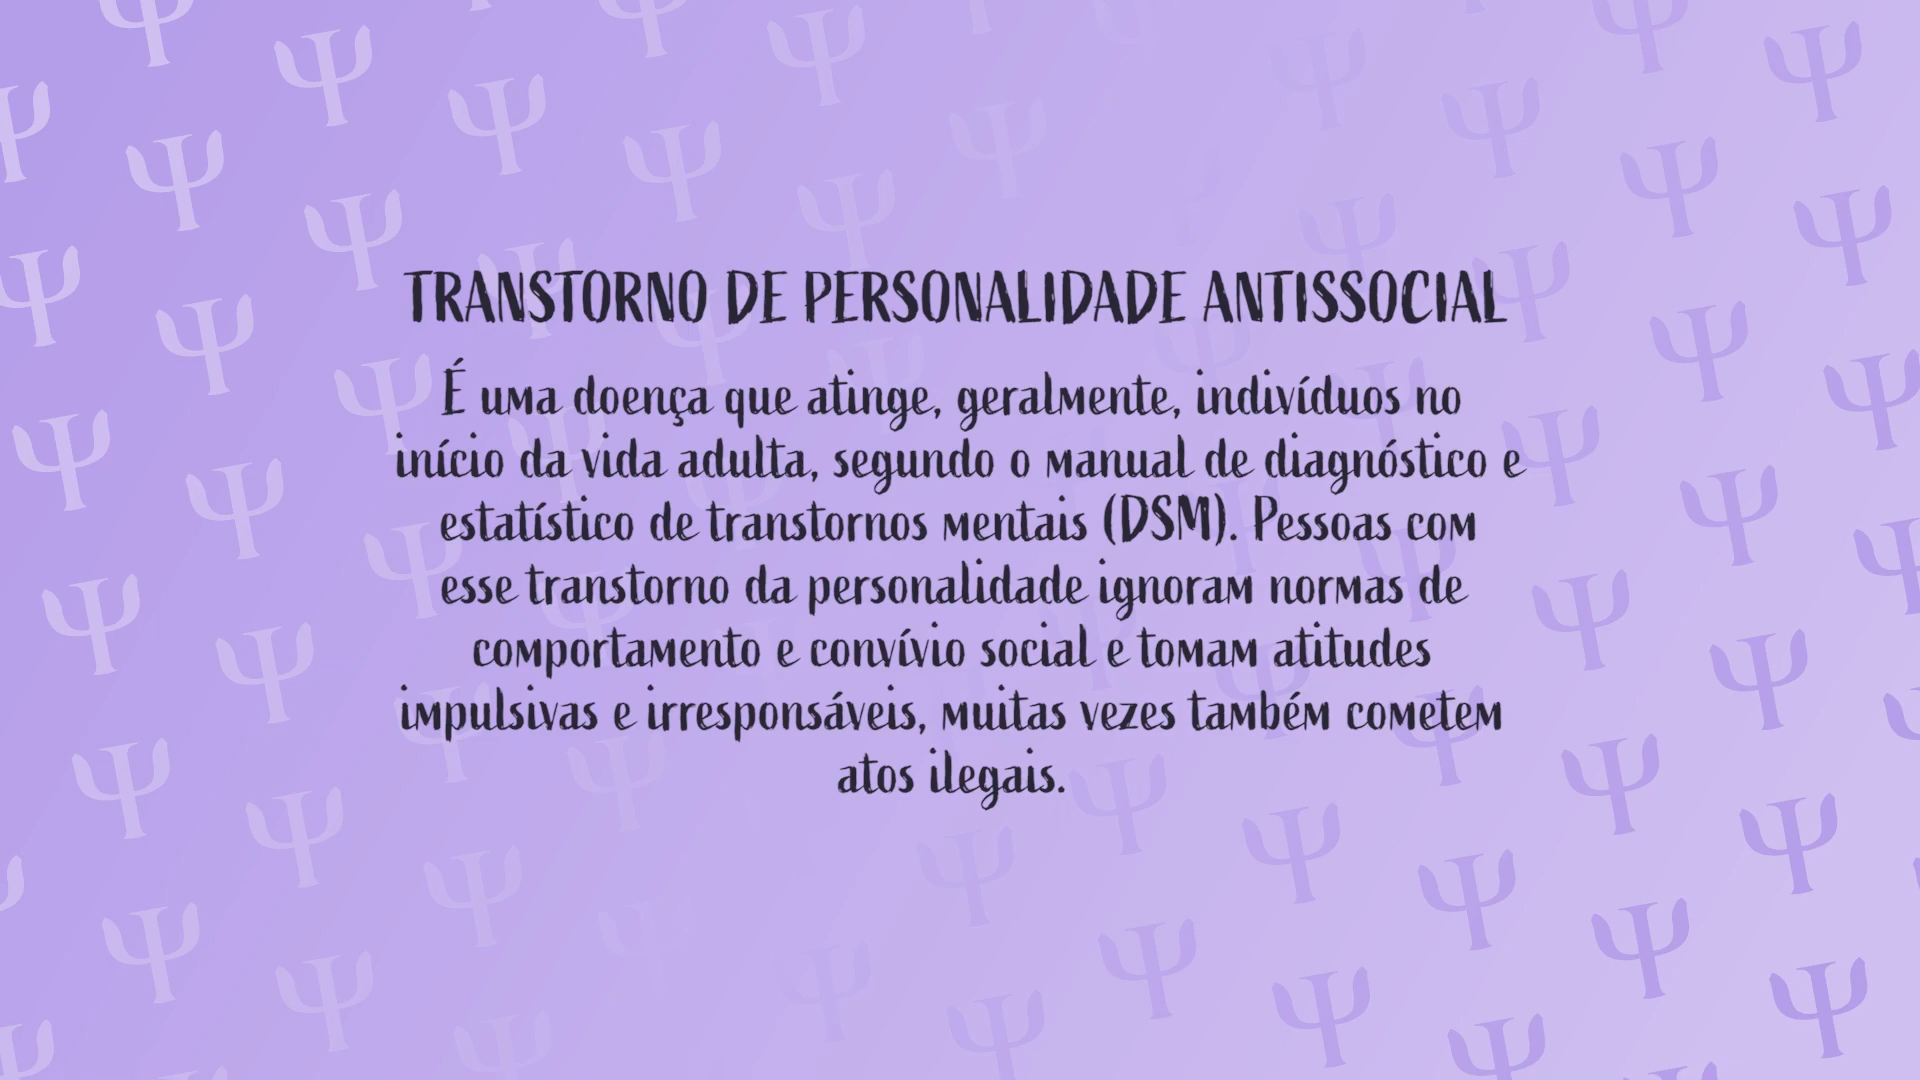 TRANSTORNO DE PERSONALIDADE ANTISSOCIAL
É uma doença que atinge, geralmente, indivíduos no
início da vida adulta, segundo o manual de diagnóstico e
estatístico de transtornos mentais (DSM). Pessoas com
esse transtorno da personalidade ignoram normas de
comportamento e convívio social e tomam atitudes
impulsivas e irresponsáveis, muitas vezes também cometem
atos ilegais.